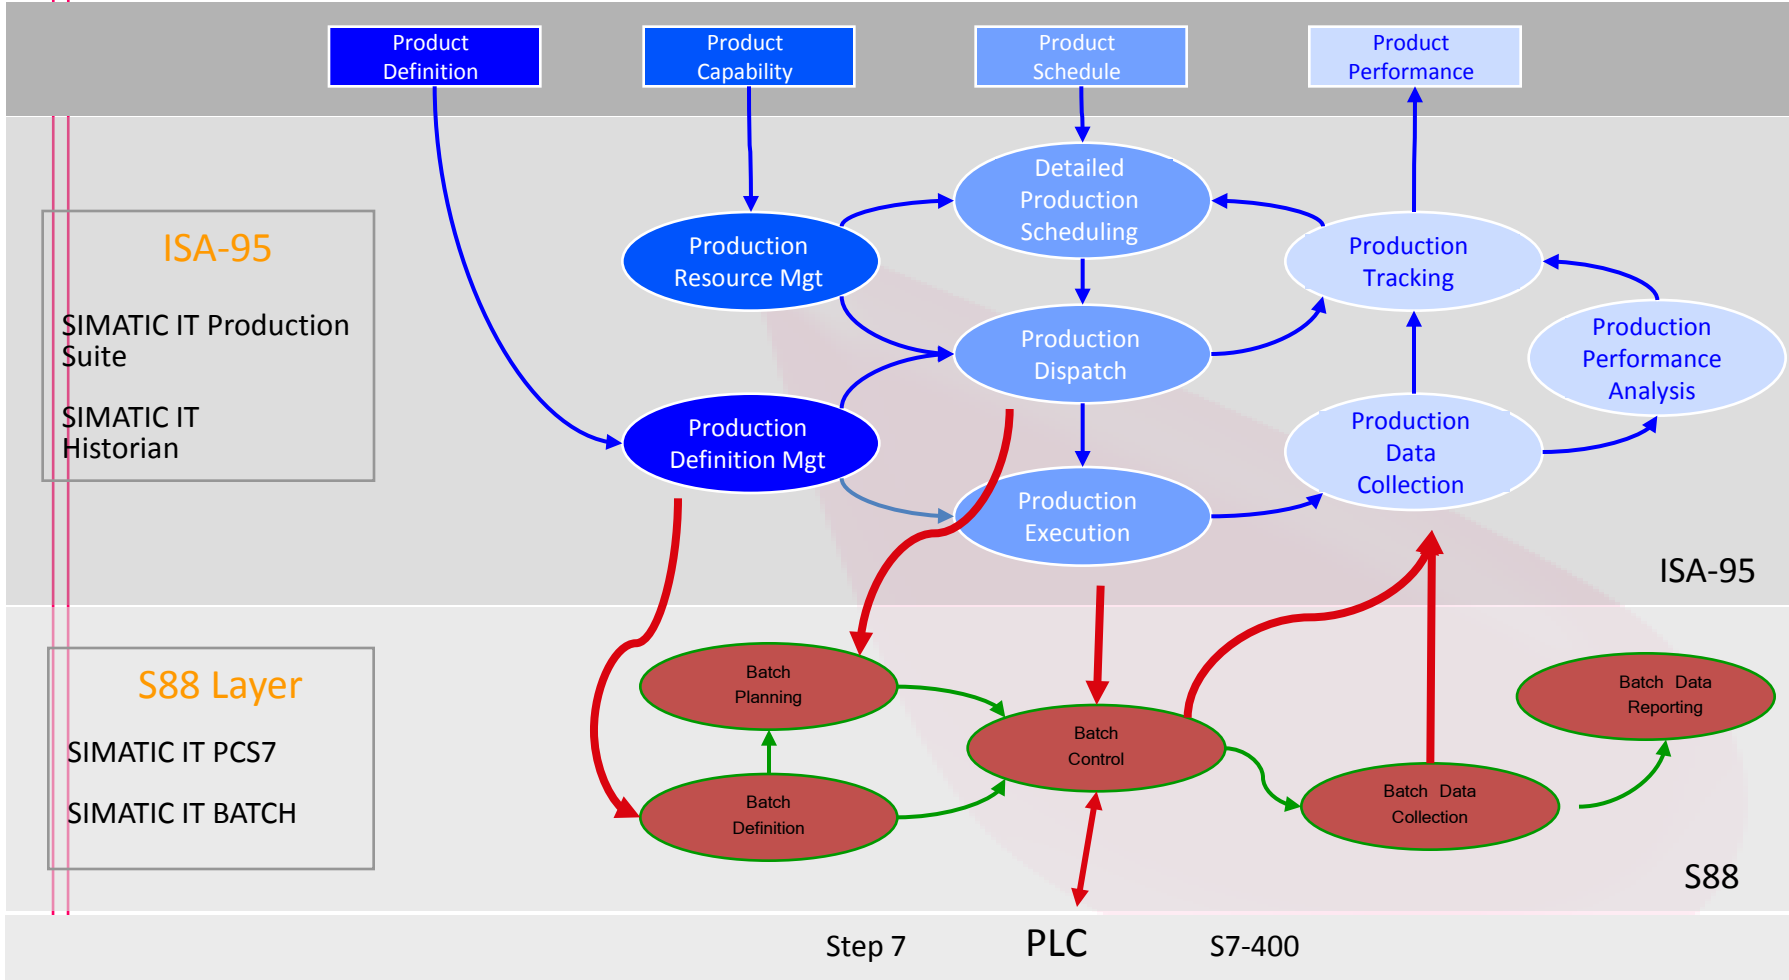 Product
Definition
Product
Capability
Product
Schedule
Product
Performance
ISA-95
SIMATIC IT Production
Suite
SIMATIC IT
Historian
Production
Resource Mgt
Production
Definition Mgt
Detailed
Production
Scheduling
Production
Dispatch
Production
Execution
Production
Tracking
Production
Data
Collection
Production
Performance
Analysis
ISA-95
S88 Layer
SIMATIC IT PCS7
SIMATIC IT BATCH
Batch
Planning
Batch
Definition
Batch
Control
Batch Data
Collection
Batch Data
Reporting
S88
Step 7
PLC
S7-400